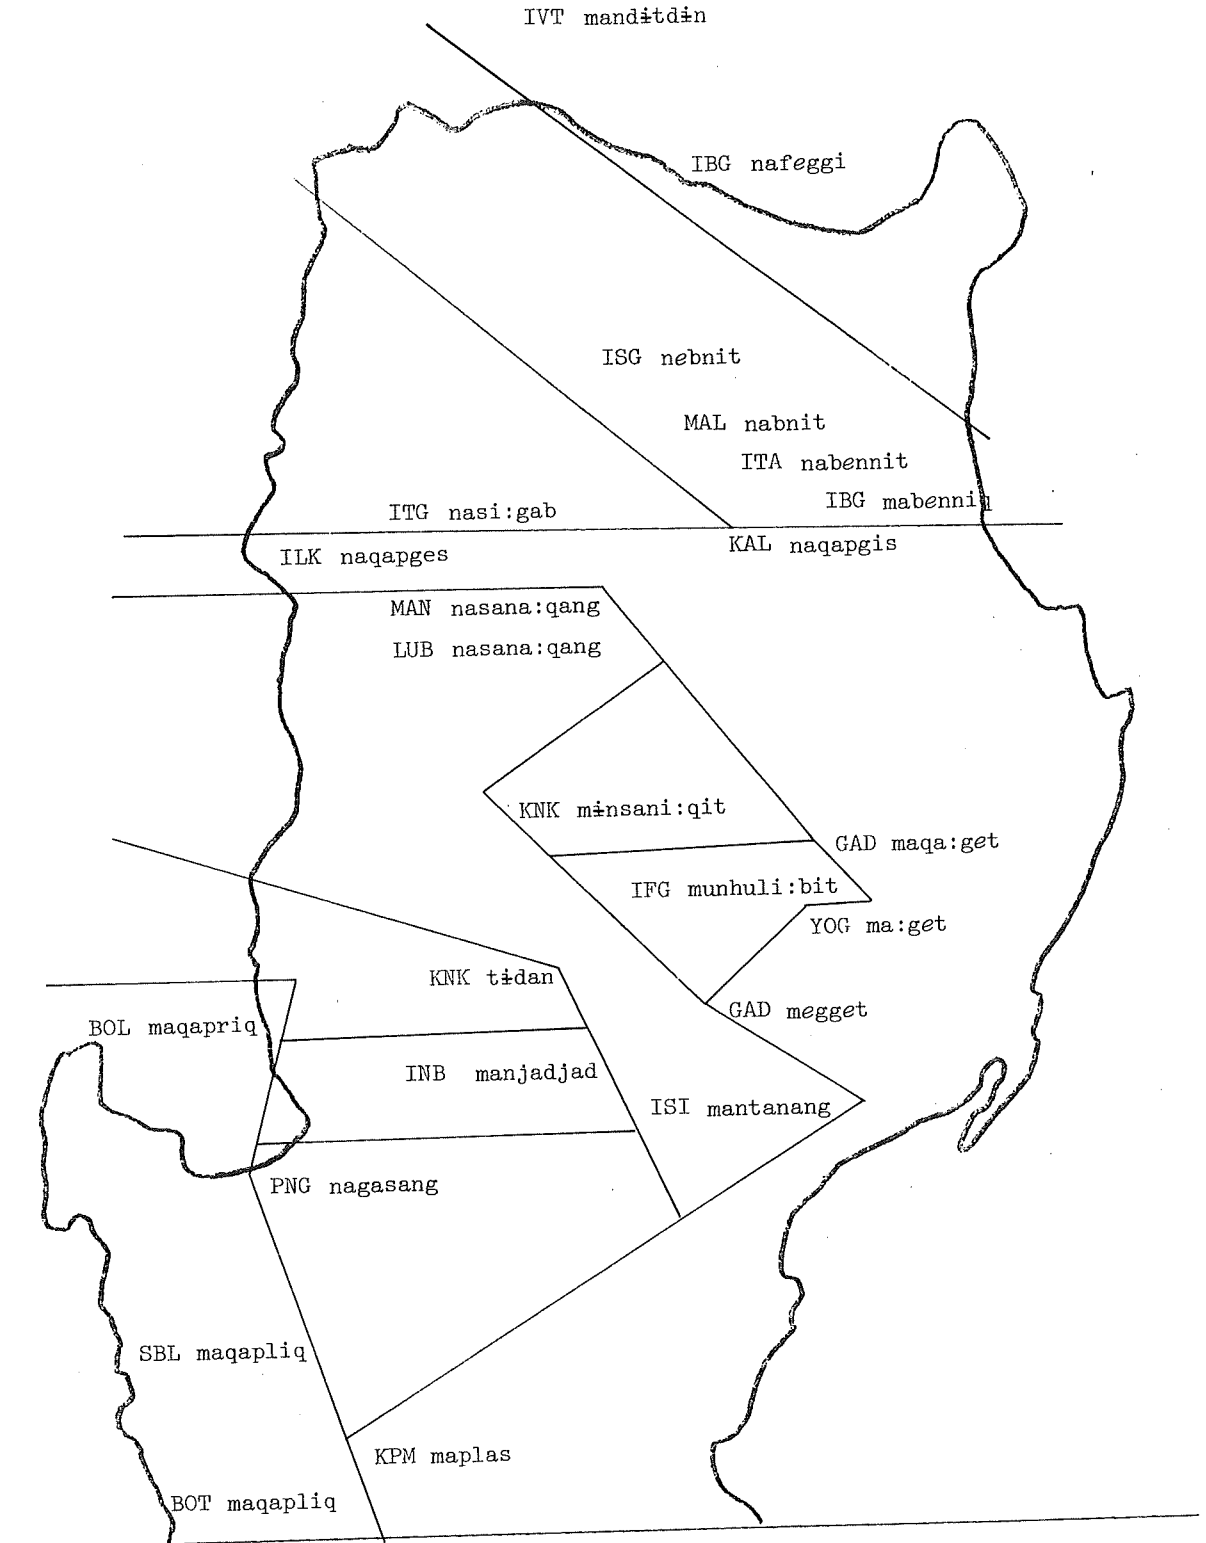 IVT mandɨtdɨn
IBG nafeggi
ISG nebnit
MAL nabnit
ITA nabennit
IBG mabenniq
ITG nasi:gab
KAL naqapgis
ILK naqapges
MAN nasana:qang
LUB nasana:qang
KNK mɨnsani:qit
GAD maqa:get
IFG munhuli:bit
YOG ma:get
KNK tɨdan
GAD megget
BOL maqapriq
INB manjadjad
ISI mantanang
PNG nagasang
SBL maqapliq
KPM maplas
BOT maqapliq